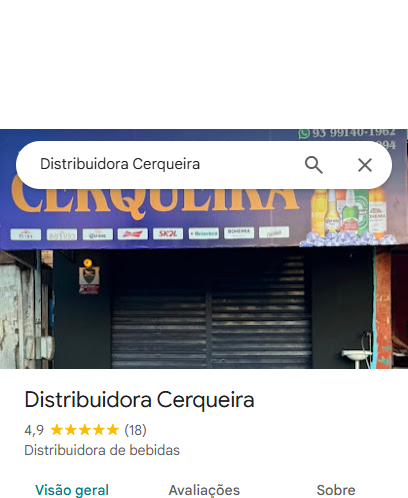 93 99140-1962
994
Distribuidora Cerqueira
CERQUEIRA
SKOL
Heineken
BOHEMIA
Distribuidora Cerqueira
4,9 (18)
Distribuidora de bebidas
Visão geral Avaliações Sobre